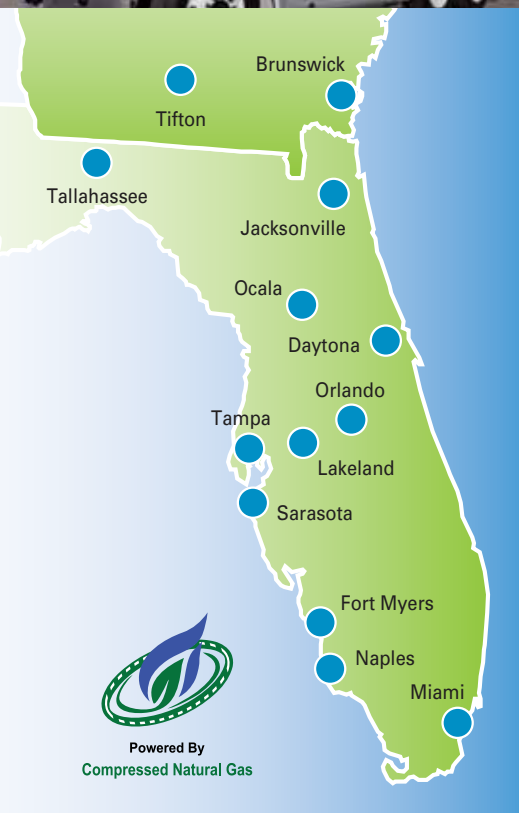 Brunswick
Tifton
Tallahassee
Jacksonville
Ocala
Daytona
Orlando
Tampa
Lakeland
Sarasota
Fort Myers
Naples
Miami
Powered By
Compressed Natural Gas